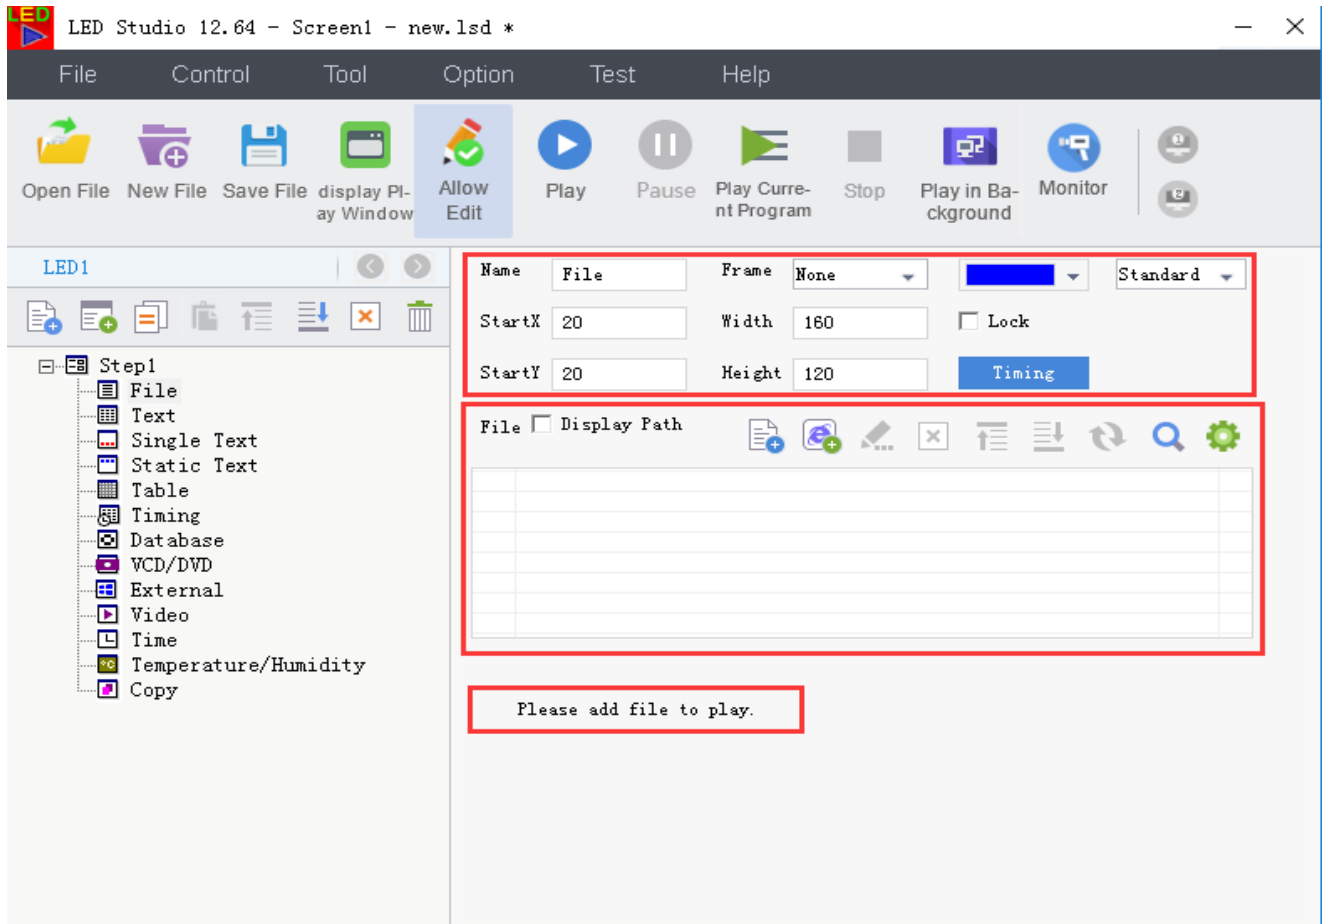 LED
LED Studio 12.64 - Screen1 - new.lsd *
File Control Tool Option Test Help
Open File New File Save File display Pl-
ay Window
Allow
Edit
Play Pause Play Curre-
nt Program
Stop Play in Ba-
ckground
Monitor
1
2
LED1
Step1
File
Text
Single Text
Static Text
Table
Timing
Database
VCD/DVD
External
Video
Time
Temperature/Humidity
Copy
Name File Frame None Standard
StartX 20 Width 160 Lock
StartY 20 Height 120 Timing
File Display Path
Please add file to play.